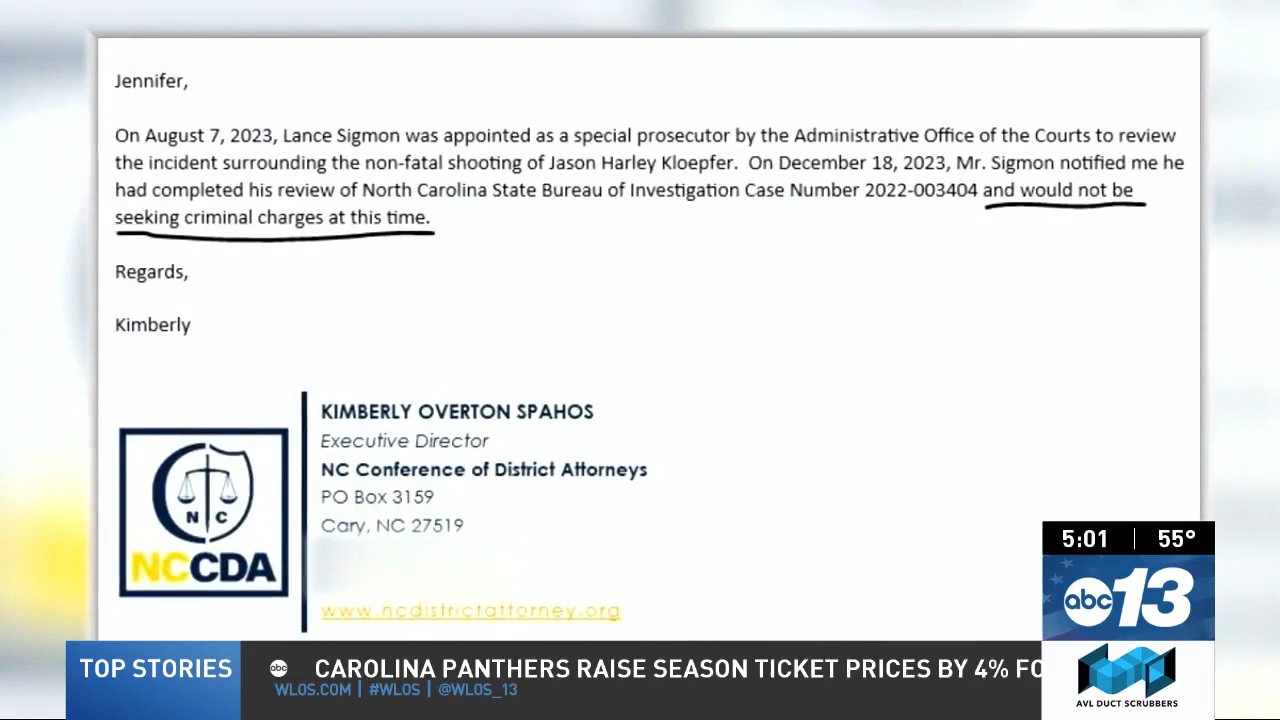 Jennifer,
On August 7, 2023, Lance Sigmon was appointed as a special prosecutor by the Administrative Office of the Courts to review
the incident surrounding the non-fatal shooting of Jason Harley Kloepfer.  On December 18, 2023, Mr. Sigmon notified me he
had completed his review of North Carolina State Bureau of Investigation Case Number 2022-003404 and would not be
seeking criminal charges at this time.
Regards,
Kimberly
KIMBERLY OVERTON SPAHOS
Executive Director
NC Conference of District Attorneys
PO Box 3159
Cary, NC 27519
www.ncdistrictattorney.org
N C
NCCDA
5:01 55°
abc 13
TOP STORIES
abc CAROLINA PANTHERS RAISE SEASON TICKET PRICES BY 4% FO
WLOS.COM | #WLOS | @WLOS_13
AVL DUCT SCRUBBERS